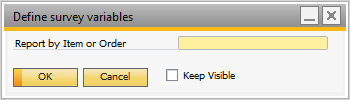 Define survey variables
Report by Item or Order
OK Cancel Keep Visible